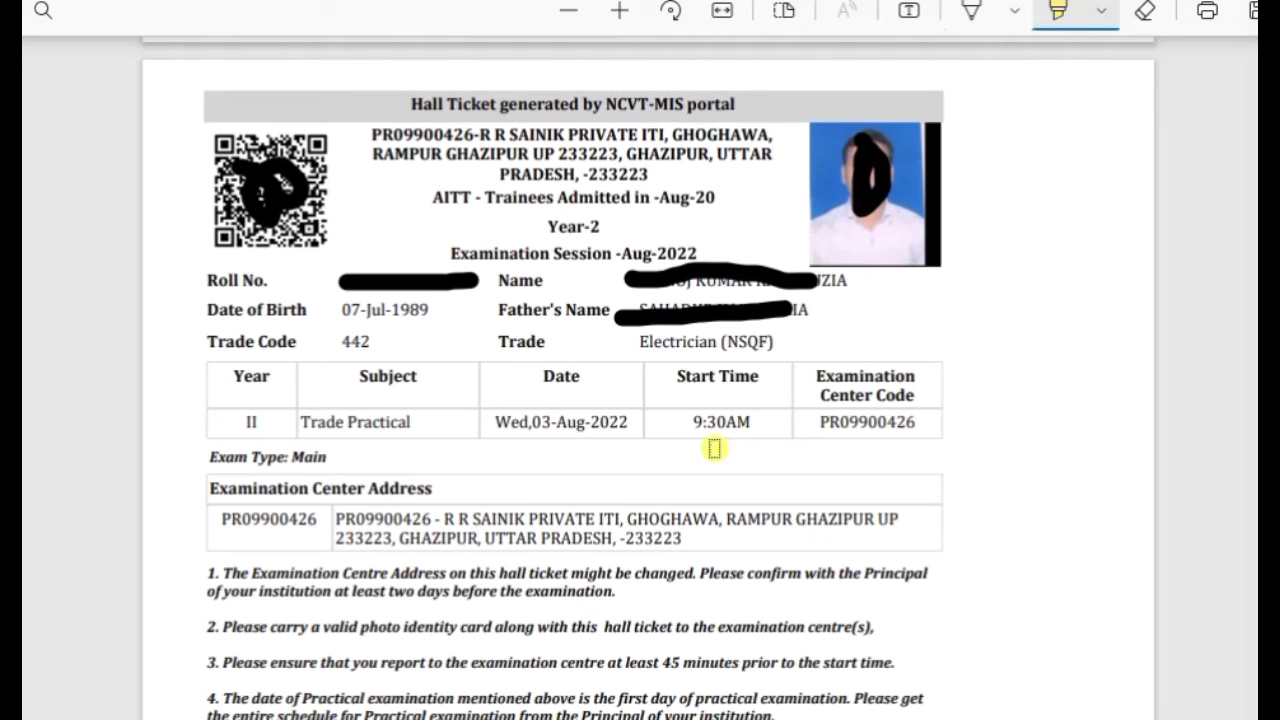 Hall Ticket generated by NCVT-MIS portal
PR09900426-R R SAINIK PRIVATE ITI, GHOGHAWA,
RAMPUR GHAZIPUR UP 233223, GHAZIPUR, UTTAR
PRADESH, -233223
AITT - Trainees Admitted in -Aug-20
Year-2
Examination Session -Aug-2022
Roll No. Name
Date of Birth 07-Jul-1989 Father's Name
Trade Code 442 Trade Electrician (NSQF)
Year Subject Date Start Time Examination
Center Code
II Trade Practical Wed,03-Aug-2022 9:30AM PR09900426
Exam Type: Main
Examination Center Address
PR09900426 PR09900426 - R R SAINIK PRIVATE ITI, GHOGHAWA, RAMPUR GHAZIPUR UP
233223, GHAZIPUR, UTTAR PRADESH, -233223
1. The Examination Centre Address on this hall ticket might be changed. Please confirm with the Principal
of your institution at least two days before the examination.
2. Please carry a valid photo identity card along with this hall ticket to the examination centre(s),
3. Please ensure that you report to the examination centre at least 45 minutes prior to the start time.
4. The date of Practical examination mentioned above is the first day of practical examination. Please get
the entire schedule for Practical examination from the Principal of your institution.